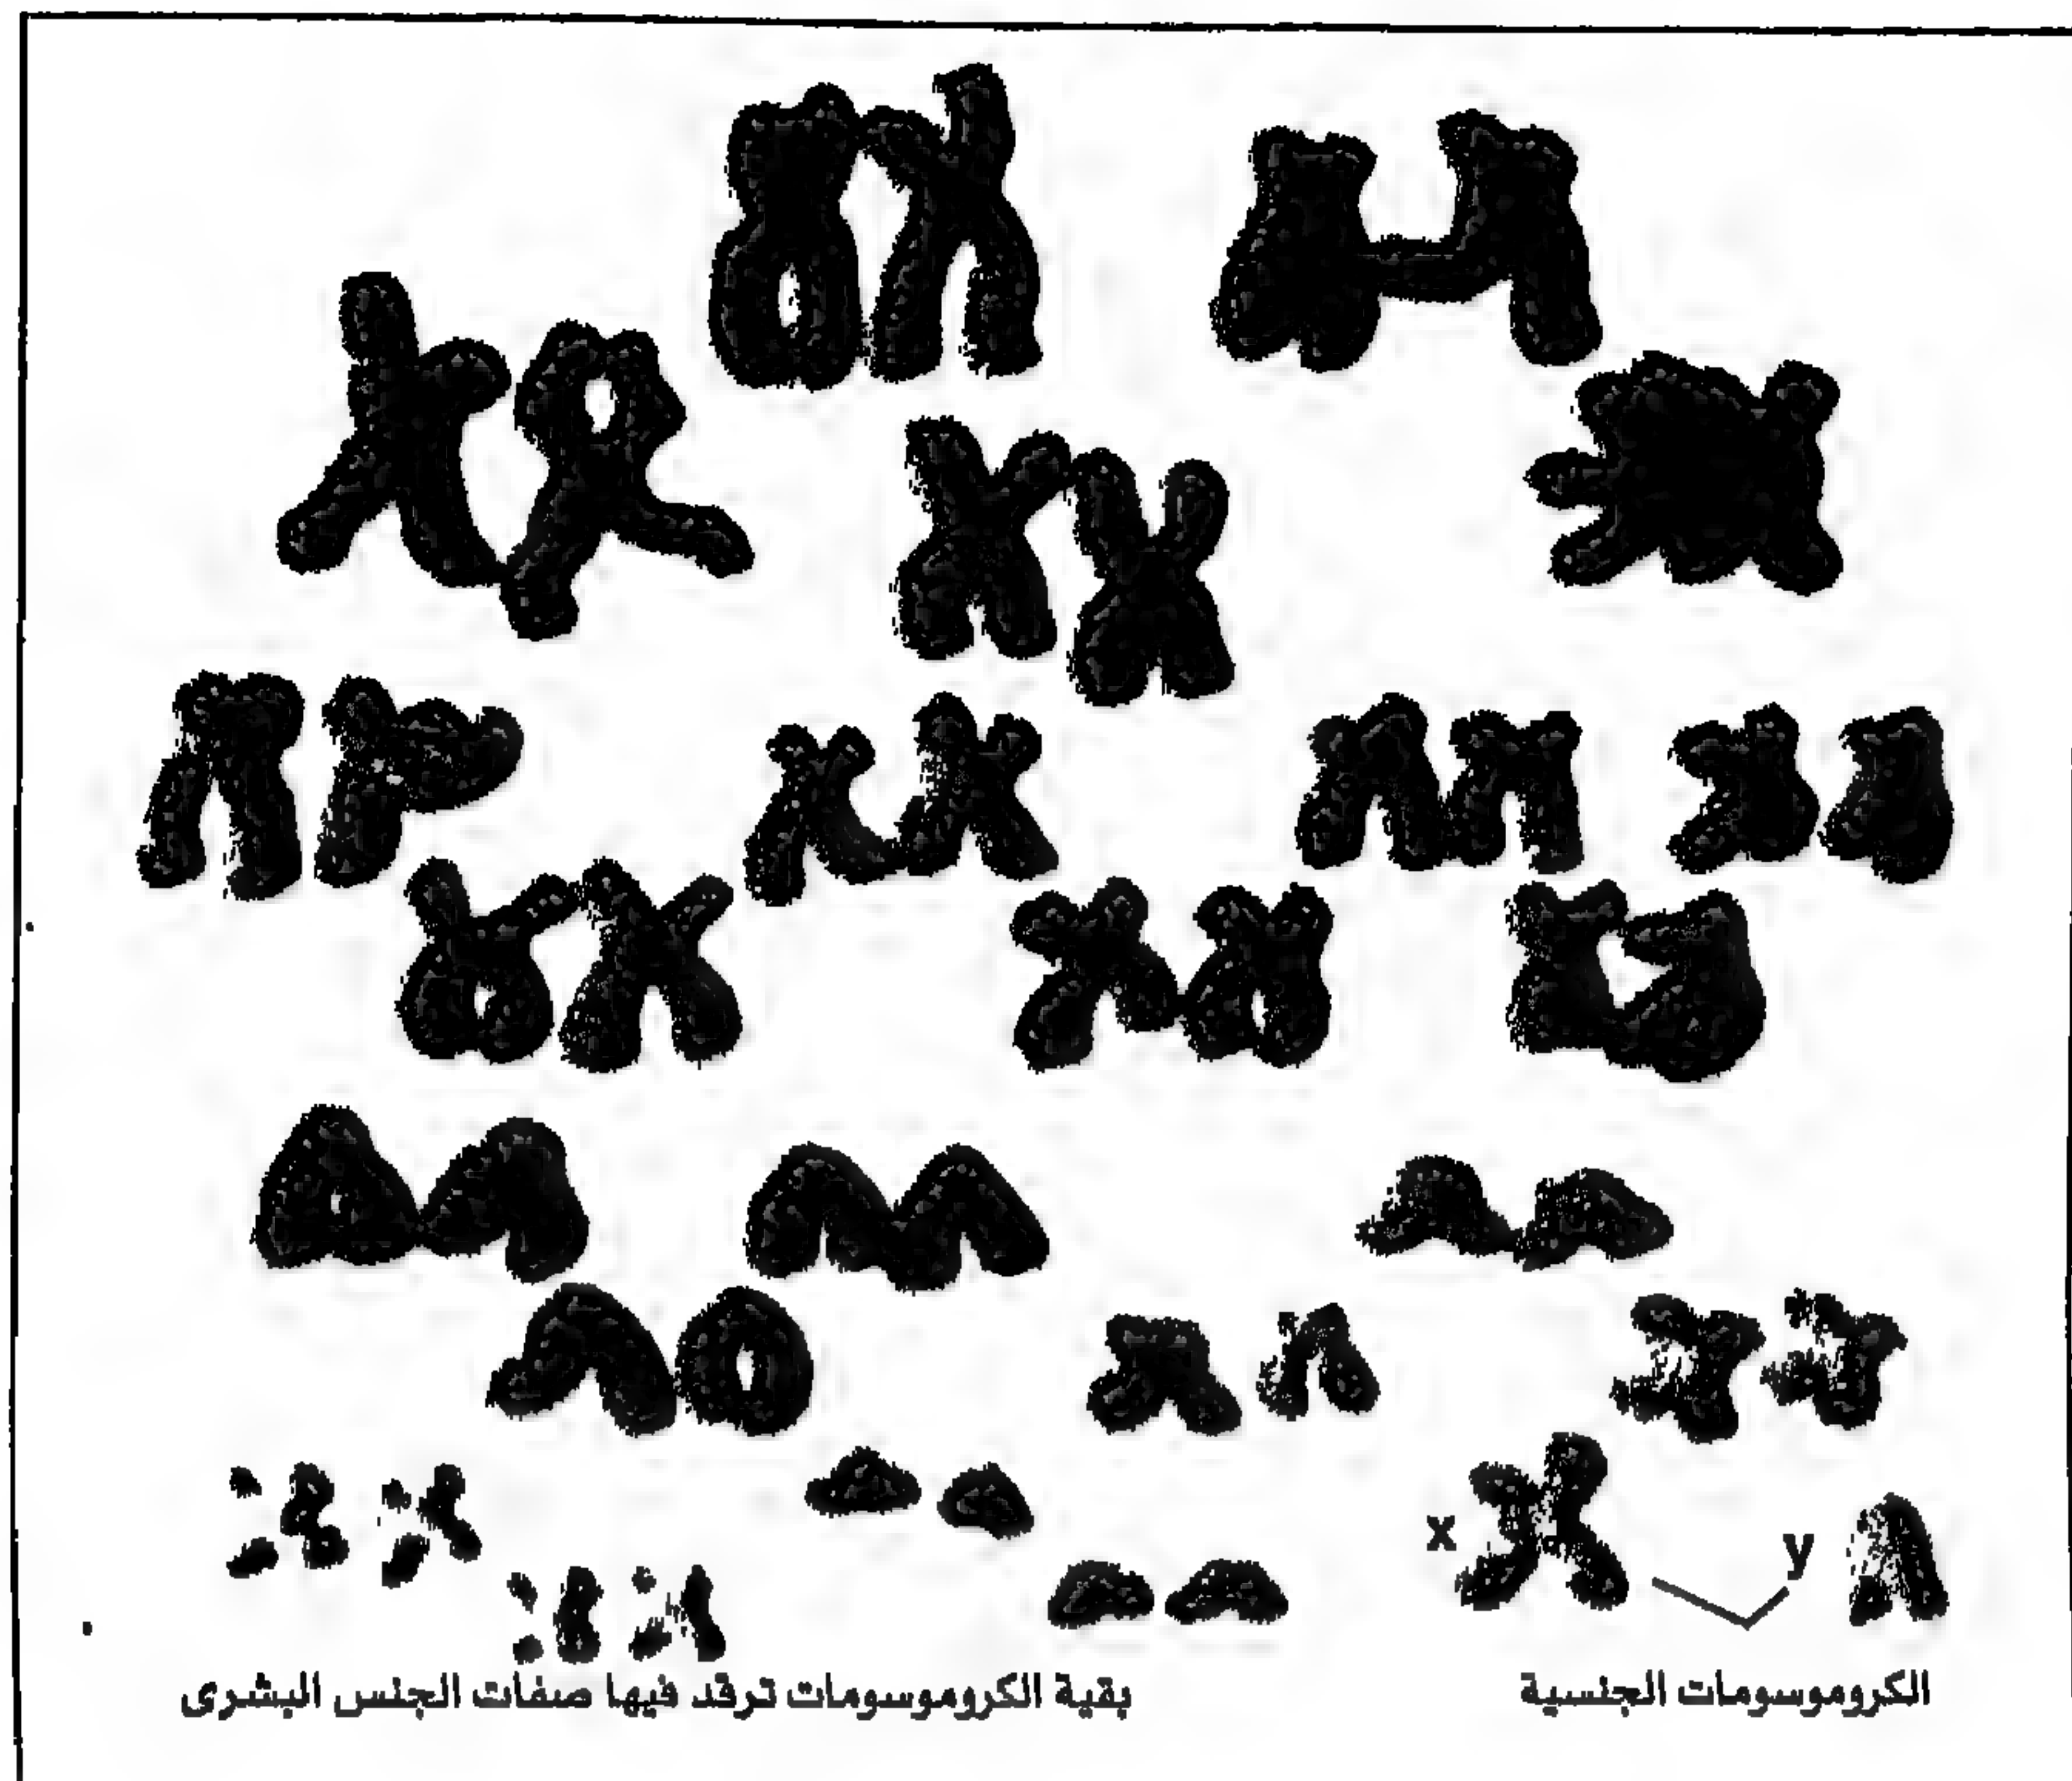 x
y
الكروموسومات الجنسية
بقية الكروموسومات ترقد فيها صفات الجنس البشرى